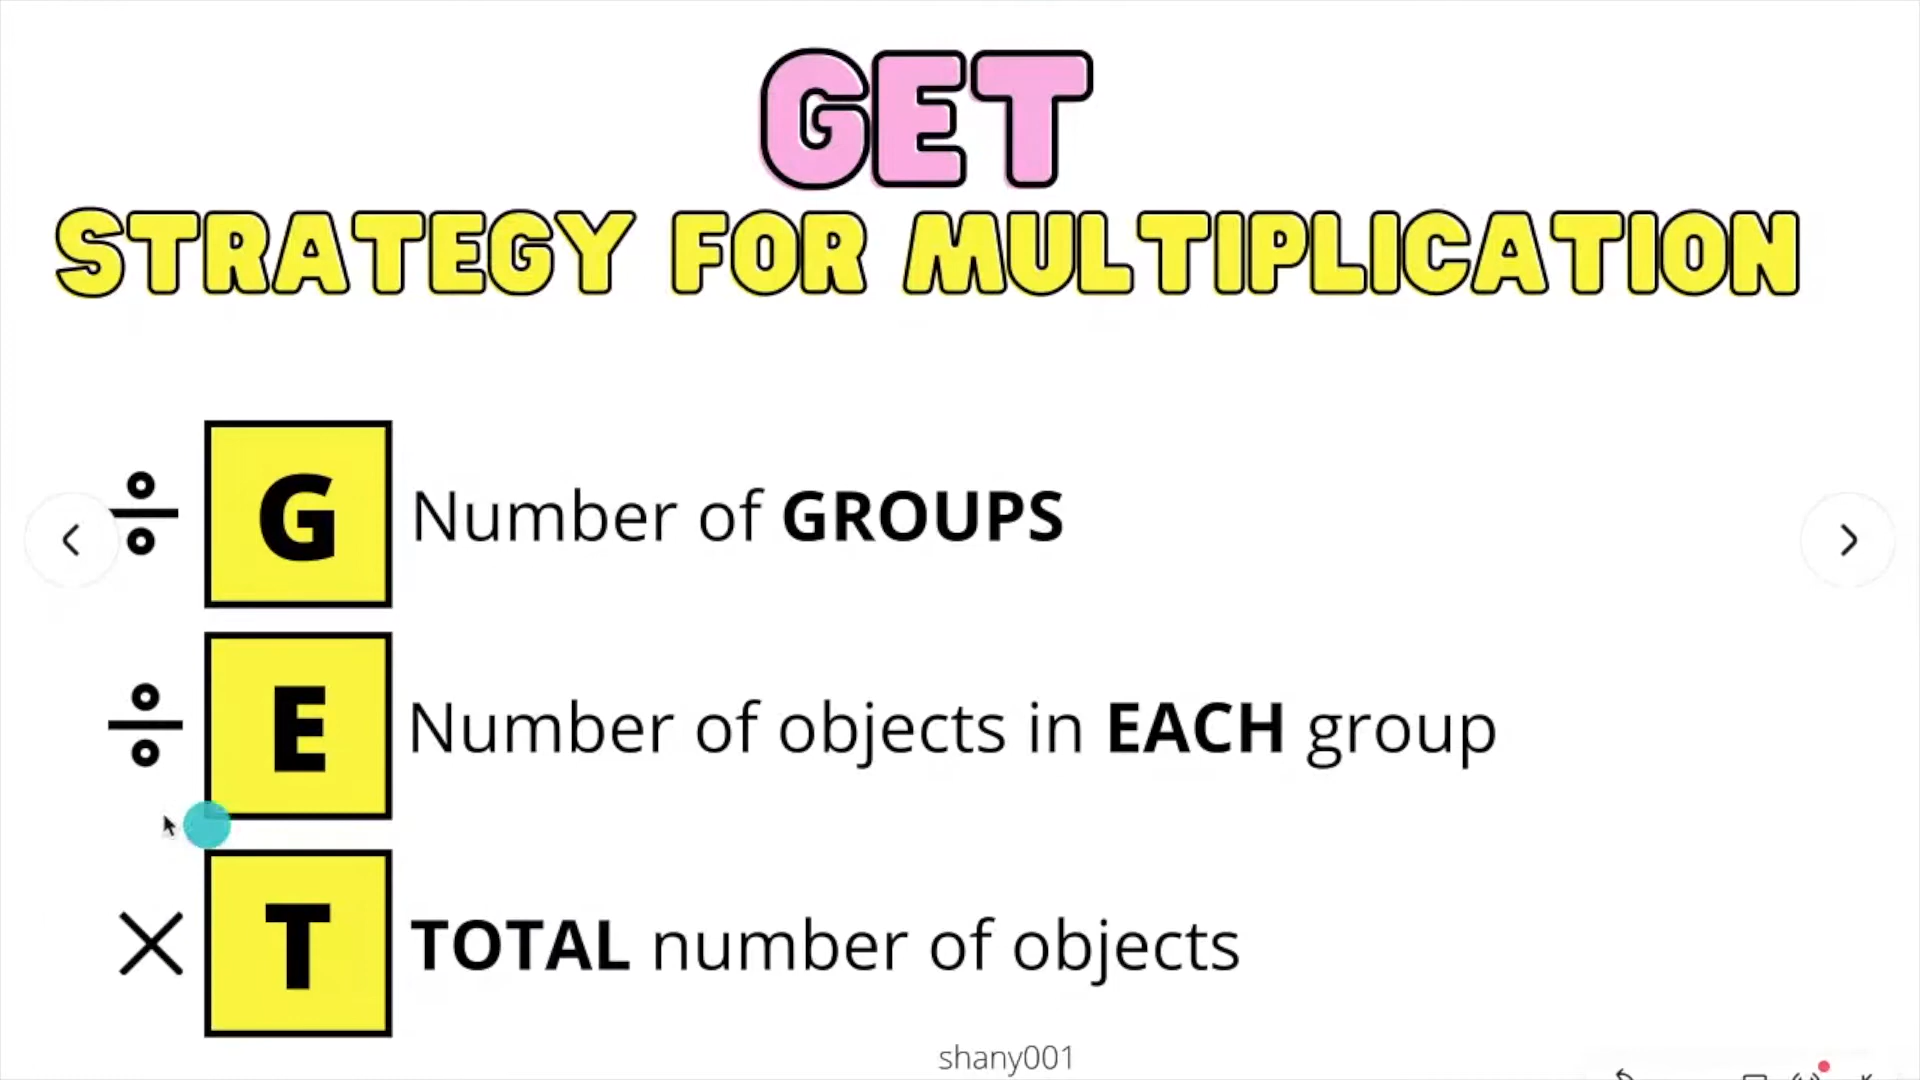 GET
STRATEGY FOR MULTIPLICATION
÷ G Number of GROUPS
÷ E Number of objects in EACH group
× T TOTAL number of objects
shany001